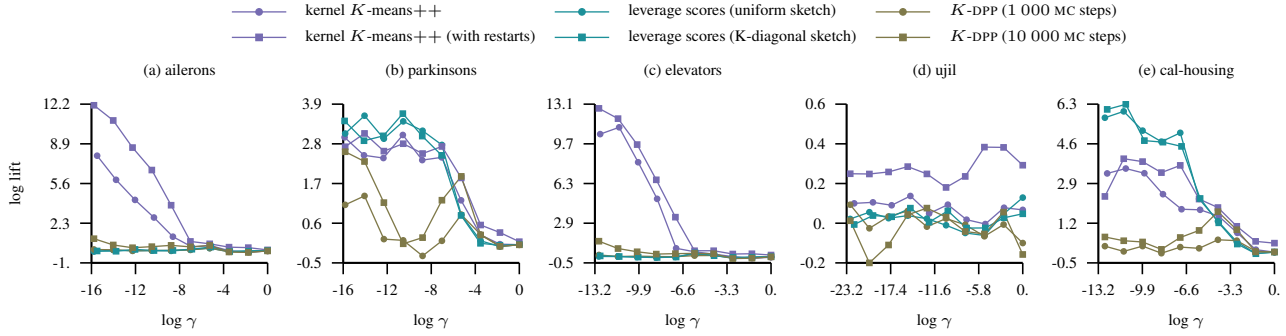 kernel K-means++ leverage scores (uniform sketch) K-DPP (1 000 MC steps)
kernel K-means++ (with restarts) leverage scores (K-diagonal sketch) K-DPP (10 000 MC steps)
(a) ailerons (b) parkinsons (c) elevators (d) ujil (e) cal-housing
12.2 3.9 13.1 0.6 6.3
8.9 2.8 9.7 0.4 4.6
5.6 1.7 6.3 0.2 2.9
2.3 0.6 2.9 0. 1.2
-1. -0.5 -0.5 -0.2 -0.5
log lift
-16 -12 -8 -4 0 -16 -12 -8 -4 0 -13.2 -9.9 -6.6 -3.3 0. -23.2 -17.4 -11.6 -5.8 0. -13.2 -9.9 -6.6 -3.3 0.
log γ log γ log γ log γ log γ